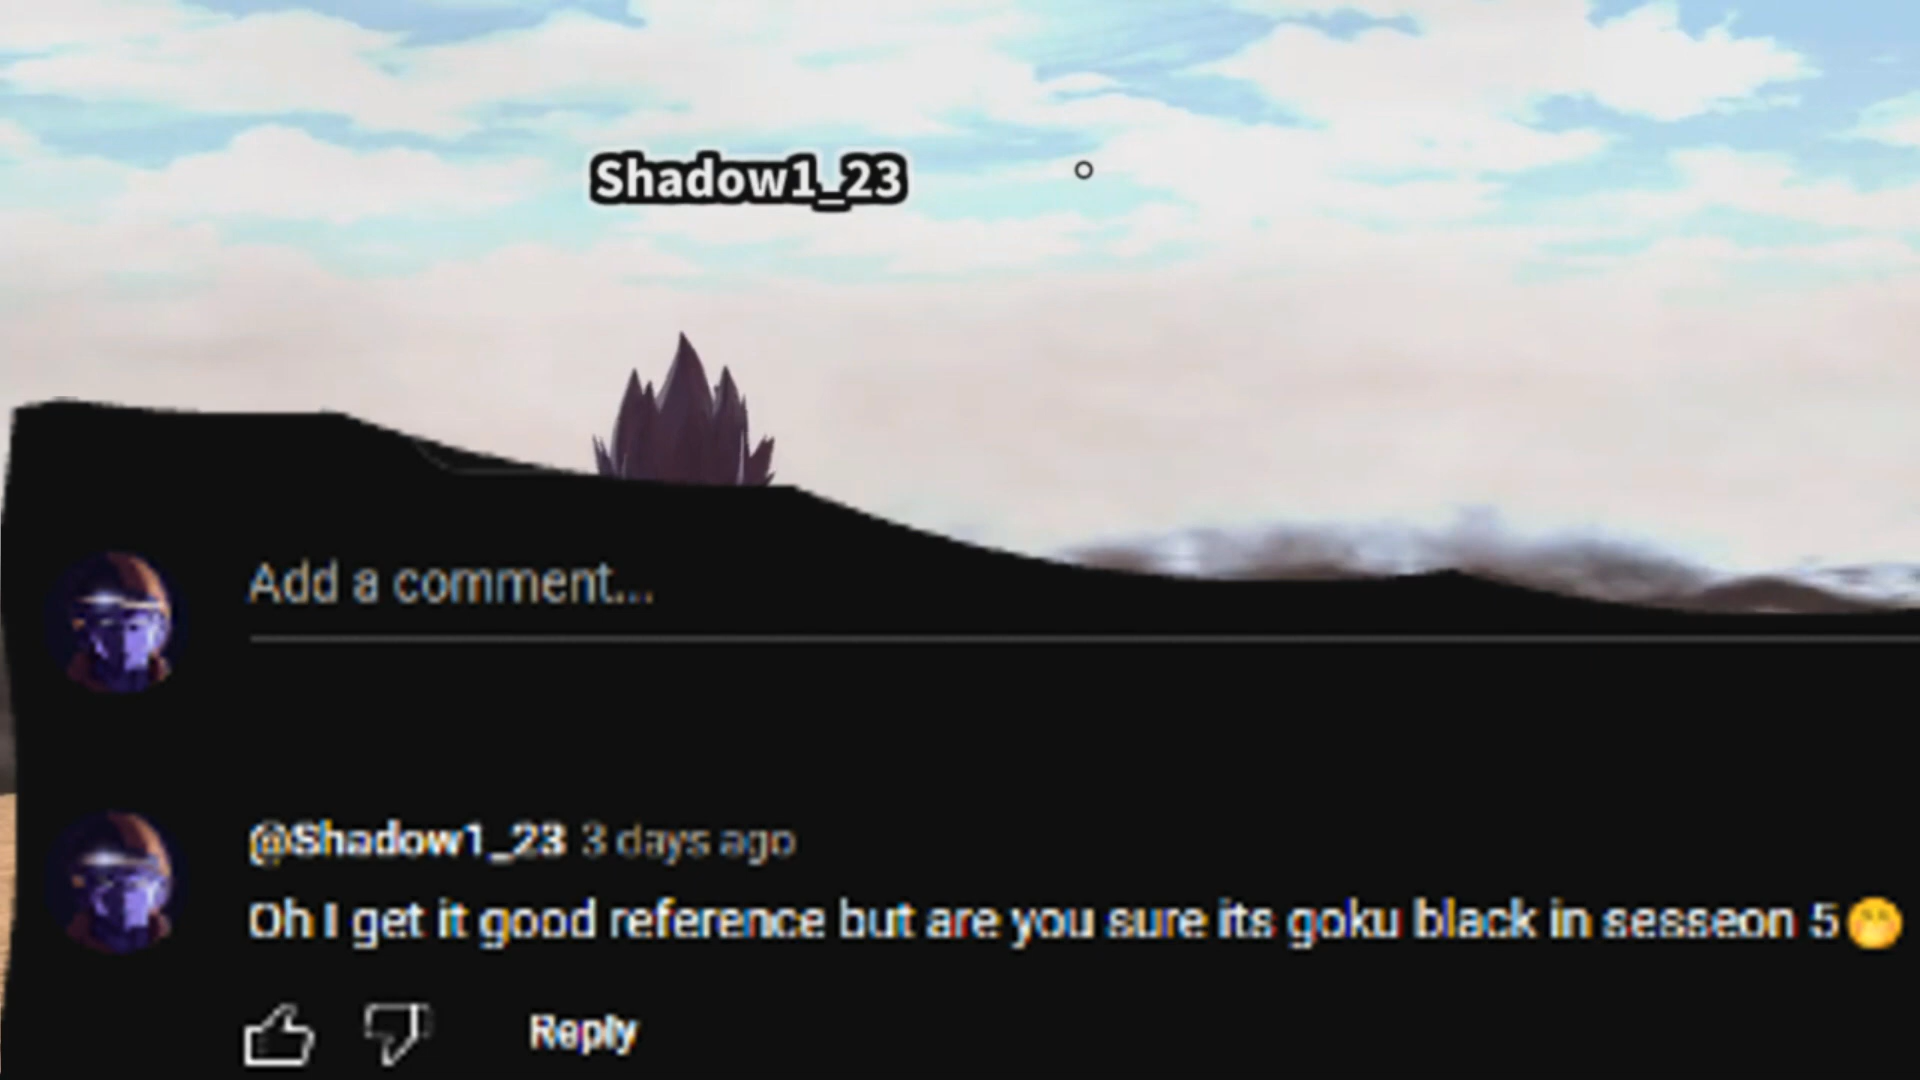 Shadow1_23
Add a comment...
@Shadow1_23 3 days ago
Oh I get it good reference but are you sure its goku black in sesseon 5🤭
Reply